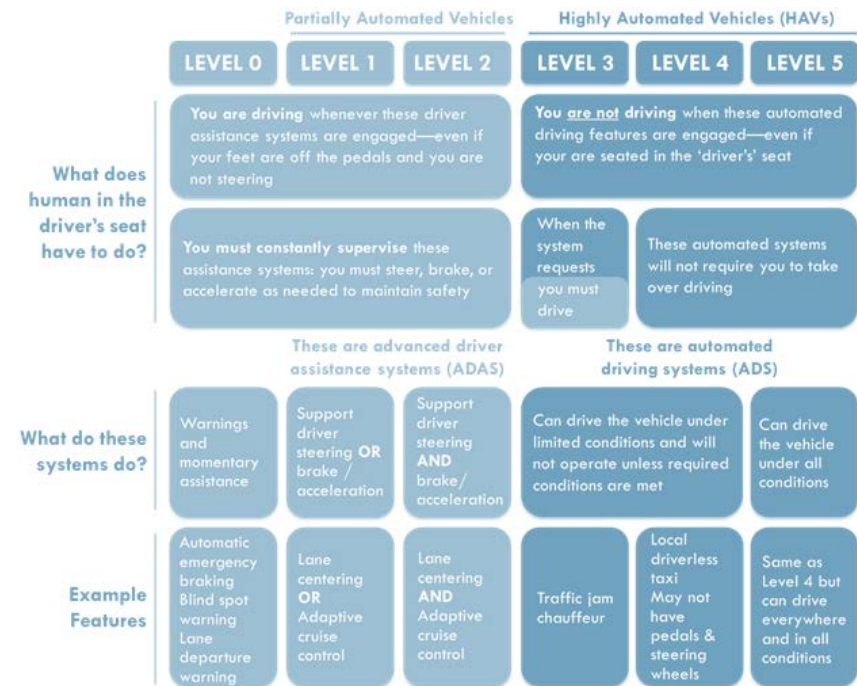 Partially Automated Vehicles
Highly Automated Vehicles (HAVs)
LEVEL 0
LEVEL 1
LEVEL 2
LEVEL 3
LEVEL 4
LEVEL 5
What does
human in the
driver's seat
have to do?
You are driving whenever these driver
assistance systems are engaged—even if
your feet are off the pedals and you are
not steering
You are not driving when these automated
driving features are engaged—even if
your are seated in the 'driver's' seat
You must constantly supervise these
assistance systems: you must steer, brake, or
accelerate as needed to maintain safety
When the
system
requests
you must
drive
These automated systems
will not require you to take
over driving
These are advanced driver
assistance systems (ADAS)
These are automated
driving systems (ADS)
What do these
systems do?
Warnings
and
momentary
assistance
Support
driver
steering OR
brake /
acceleration
Support
driver
steering
AND
brake/
acceleration
Can drive the vehicle under
limited conditions and will
not operate unless required
conditions are met
Can drive
the vehicle
under all
conditions
Example
Features
Automatic
emergency
braking
Blind spot
warning
Lane
departure
warning
Lane
centering
OR
Adaptive
cruise
control
Lane
centering
AND
Adaptive
cruise
control
Traffic jam
chauffeur
Local
driverless
taxi
May not
have
pedals &
steering
wheels
Same as
Level 4 but
can drive
everywhere
and in all
conditions